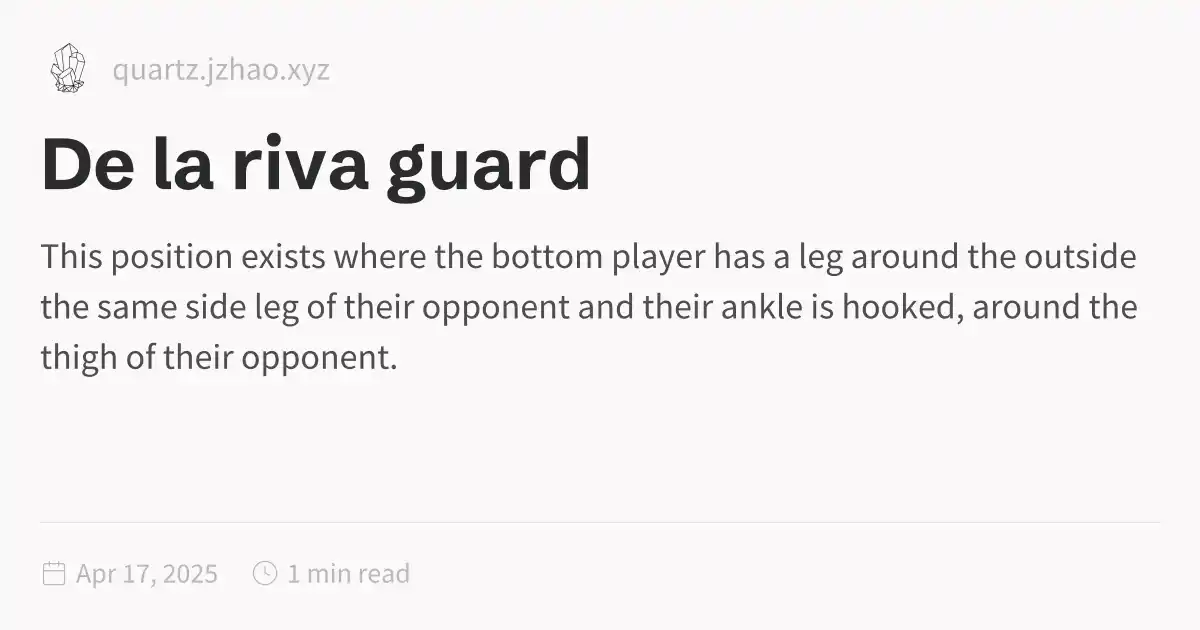 quartz.jzhao.xyz
De la riva guard
This position exists where the bottom player has a leg around the outside
the same side leg of their opponent and their ankle is hooked, around the
thigh of their opponent.
Apr 17, 2025 1 min read